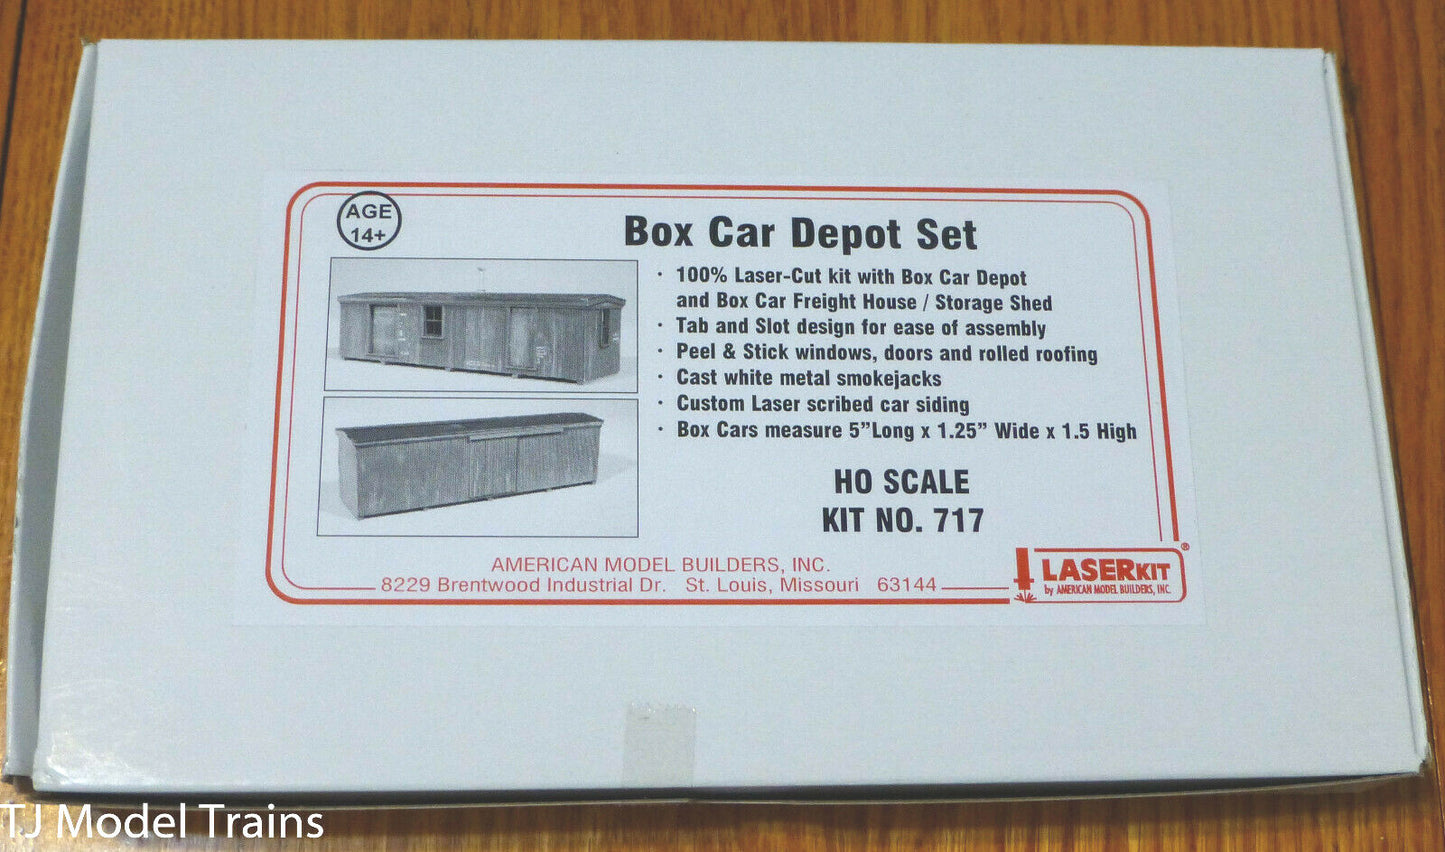 AGE
14+
Box Car Depot Set
· 100% Laser-Cut kit with Box Car Depot
and Box Car Freight House / Storage Shed
· Tab and Slot design for ease of assembly
· Peel & Stick windows, doors and rolled roofing
· Cast white metal smokejacks
· Custom Laser scribed car siding
· Box Cars measure 5”Long x 1.25” Wide x 1.5 High
HO SCALE
KIT NO. 717
AMERICAN MODEL BUILDERS, INC.
8229 Brentwood Industrial Dr. St. Louis, Missouri 63144
LASERKIT®
by AMERICAN MODEL BUILDERS, INC.
TJ Model Trains